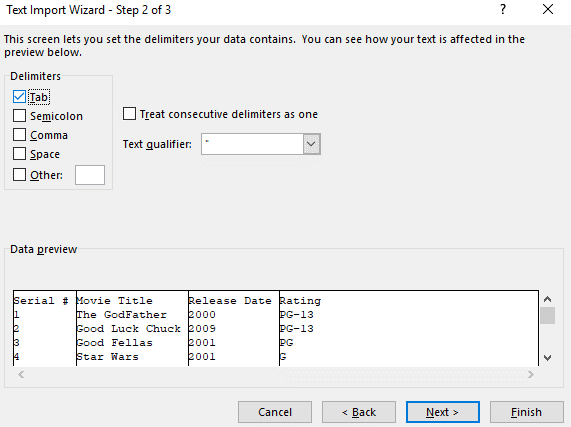 Text Import Wizard - Step 2 of 3 ? ×
This screen lets you set the delimiters your data contains. You can see how your text is affected in the
preview below.
Delimiters
Tab
Semicolon
Comma
Space
Other:
Treat consecutive delimiters as one
Text qualifier: "
Data preview
Serial # Movie Title Release Date Rating
1 The GodFather 2000 PG-13
2 Good Luck Chuck 2009 PG-13
3 Good Fellas 2001 PG
4 Star Wars 2001 G
Cancel < Back Next > Finish